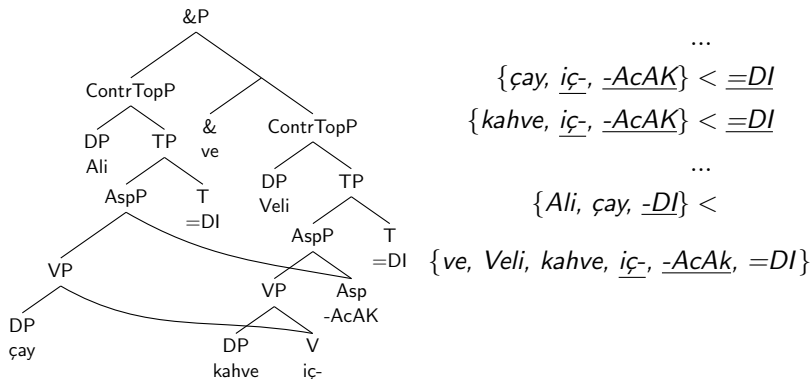 &P
...
ContrTopP
{çay, iç-, -AcAK} < =DI
DP TP & ContrTopP
Ali ve
{kahve, iç-, -AcAK} < =DI
AspP T DP TP
=DI Veli
...
{Ali, çay, -DI} <
VP AspP T
=DI
{ve, Veli, kahve, iç-, -AcAk, =DI}
DP VP Asp
çay -AcAK
DP V
kahve iç-